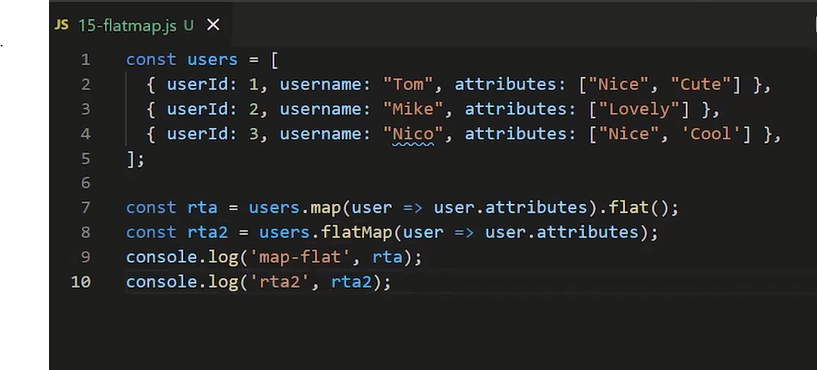 JS 15-flatmap.js U ×
1 const users = [
2 { userId: 1, username: "Tom", attributes: ["Nice", "Cute"] },
3 { userId: 2, username: "Mike", attributes: ["Lovely"] },
4 { userId: 3, username: "Nico", attributes: ["Nice", 'Cool'] },
5 ];
6
7 const rta = users.map(user => user.attributes).flat();
8 const rta2 = users.flatMap(user => user.attributes);
9 console.log('map-flat', rta);
10 console.log('rta2', rta2);